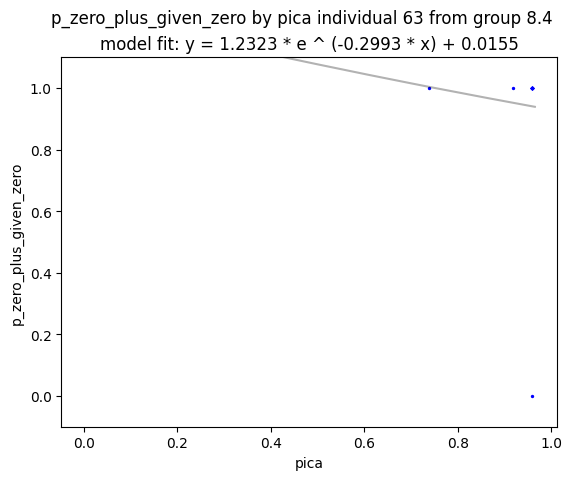 p_zero_plus_given_zero by pica individual 63 from group 8.4
model fit: y = 1.2323 * e ^ (-0.2993 * x) + 0.0155
1.0
0.8
0.6
0.4
0.2
0.0
p_zero_plus_given_zero
0.0 0.2 0.4 0.6 0.8 1.0
pica